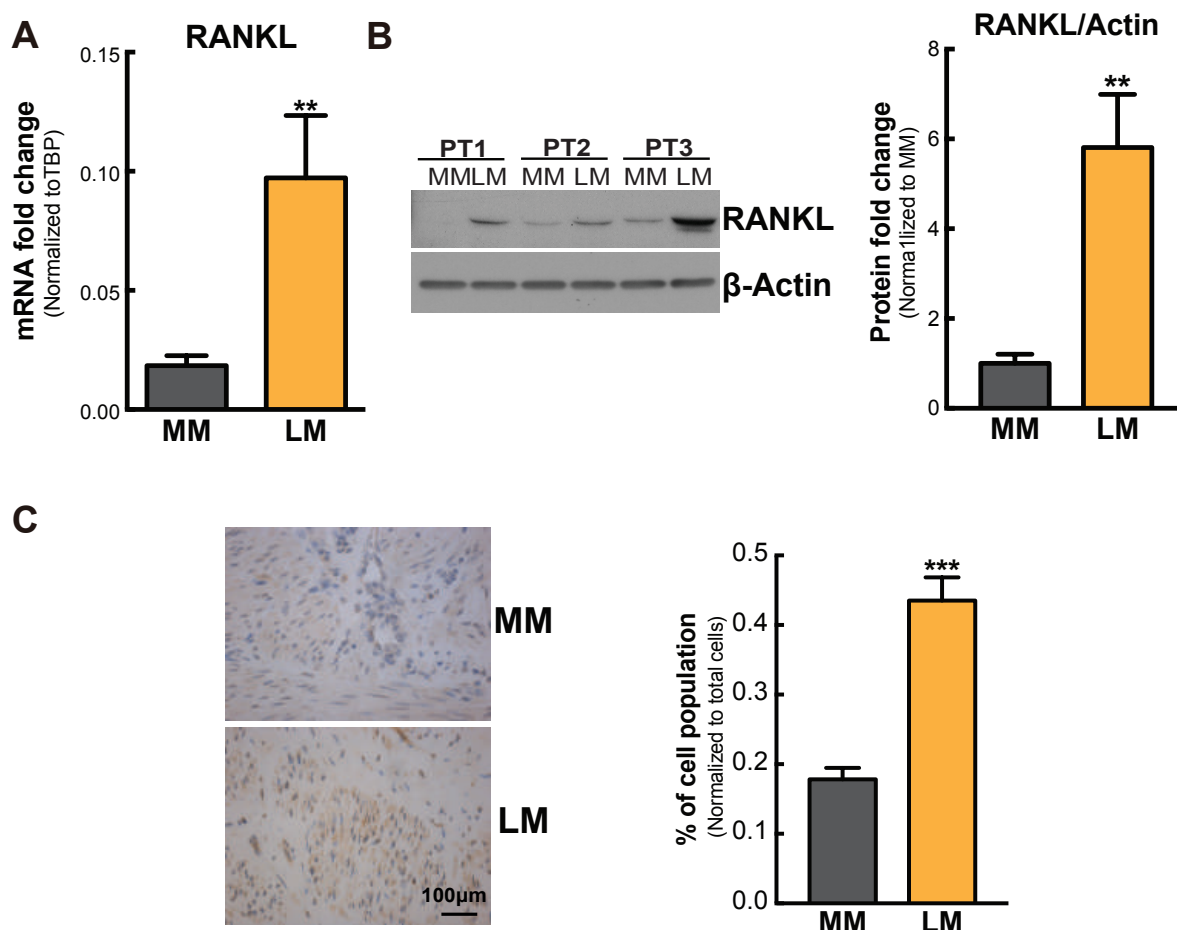 A
RANKL
mRNA fold change
(Normalized toTBP)
0.15
0.10
0.05
0.00
**
MM
LM
B
PT1 PT2 PT3
MMLM MM LM MM LM
RANKL
β-Actin
RANKL/Actin
Protein fold change
(Norma1lized to MM)
8
6
4
2
0
**
MM
LM
C
MM
LM
100μm
% of cell population
(Normalized to total cells)
0.5
0.4
0.3
0.2
0.1
0.0
***
MM
LM